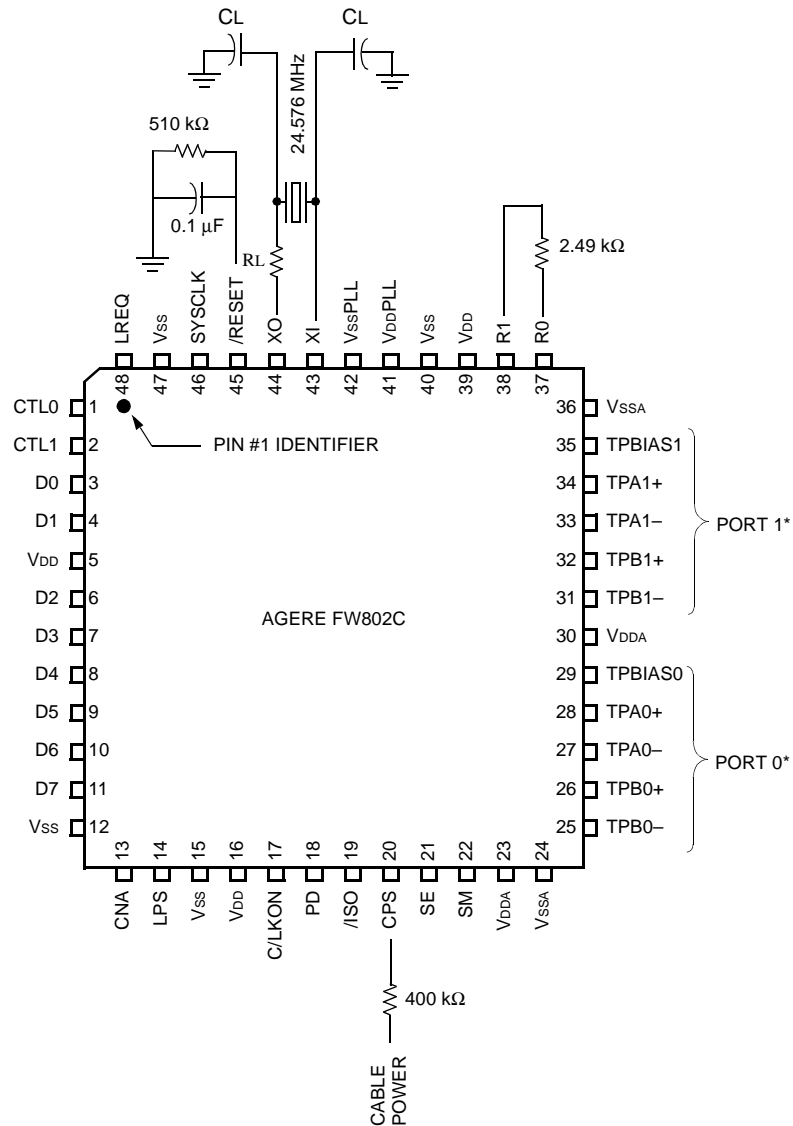 CL
CL
24.576 MHz
510 kΩ
0.1 µF
RL
2.49 kΩ
LREQ
VSS
SYSCLK
/RESET
XO
XI
VSSPLL
VDDPLL
VSS
VDD
R1
R0
48
47
46
45
44
43
42
41
40
39
38
37
CTL0 1
CTL1 2
D0 3
D1 4
VDD 5
D2 6
D3 7
D4 8
D5 9
D6 10
D7 11
VSS 12
PIN #1 IDENTIFIER
AGERE FW802C
36 VSSA
35 TPBIAS1
34 TPA1+
33 TPA1–
32 TPB1+
31 TPB1–
30 VDDA
29 TPBIAS0
28 TPA0+
27 TPA0–
26 TPB0+
25 TPB0–
PORT 1*
PORT 0*
13
14
15
16
17
18
19
20
21
22
23
24
CNA
LPS
VSS
VDD
C/LKON
PD
/ISO
CPS
SE
SM
VDDA
VSSA
400 kΩ
CABLE
POWER